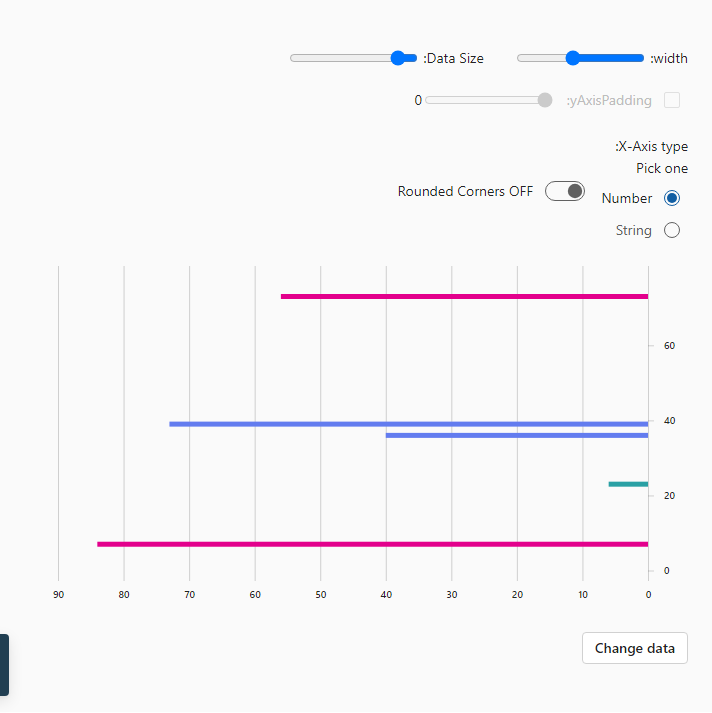 :width
:Data Size
:yAxisPadding
0
:X-Axis type
Pick one
Number
Rounded Corners OFF
String
60
40
20
0
90 80 70 60 50 40 30 20 10 0
Change data